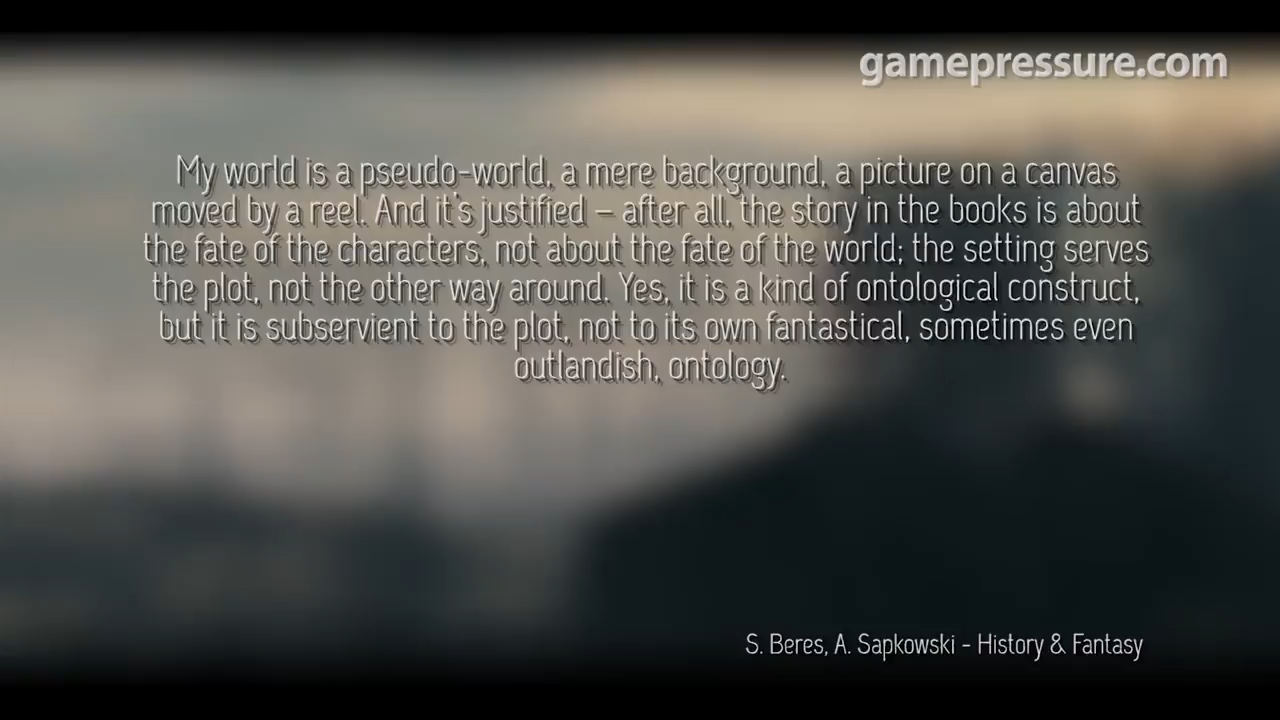 gamepressure.com
My world is a pseudo-world, a mere background, a picture on a canvas
moved by a reel. And it's justified – after all, the story in the books is about
the fate of the characters, not about the fate of the world; the setting serves
the plot, not the other way around. Yes, it is a kind of ontological construct,
but it is subservient to the plot, not to its own fantastical, sometimes even
outlandish, ontology.
S. Beres, A. Sapkowski - History & Fantasy